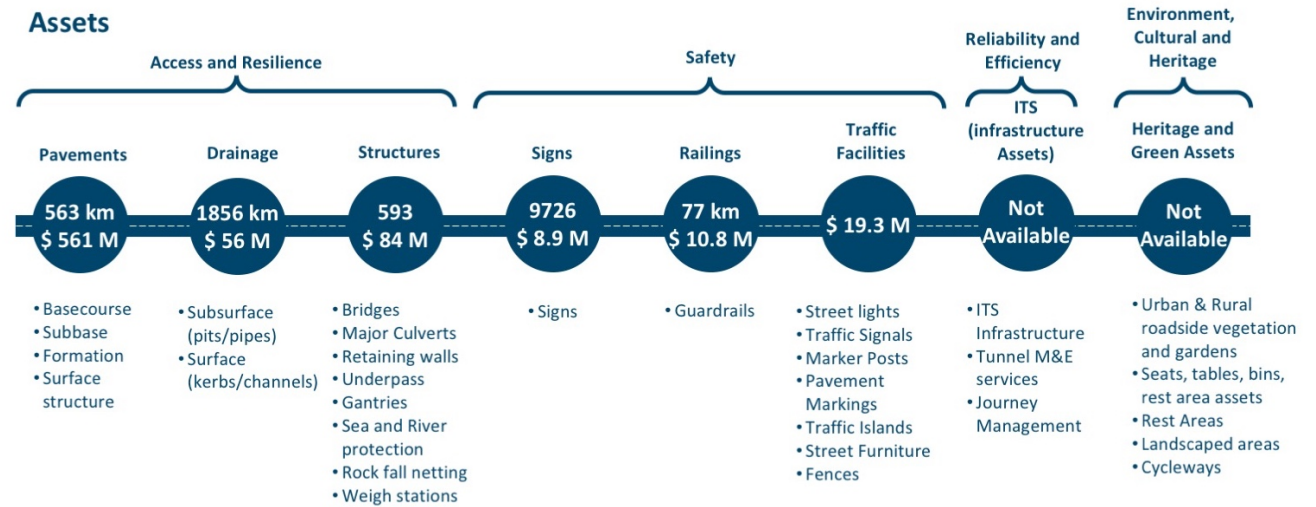 Assets
Access and Resilience
Safety
Reliability and
Efficiency
Environment,
Cultural and
Heritage
Pavements
Drainage
Structures
Signs
Railings
Traffic
Facilities
ITS
(infrastructure
Assets)
Heritage and
Green Assets
563 km
$ 561 M
1856 km
$ 56 M
593
$ 84 M
9726
$ 8.9 M
77 km
$ 10.8 M
$ 19.3 M
Not
Available
Not
Available
• Basecourse
• Subbase
• Formation
• Surface
structure
• Subsurface
(pits/pipes)
• Surface
(kerbs/channels)
• Bridges
• Major Culverts
• Retaining walls
• Underpass
• Gantries
• Sea and River
protection
• Rock fall netting
• Weigh stations
• Signs
• Guardrails
• Street lights
• Traffic Signals
• Marker Posts
• Pavement
Markings
• Traffic Islands
• Street Furniture
• Fences
• ITS
Infrastructure
• Tunnel M&E
services
• Journey
Management
• Urban & Rural
roadside vegetation
and gardens
• Seats, tables, bins,
rest area assets
• Rest Areas
• Landscaped areas
• Cycleways